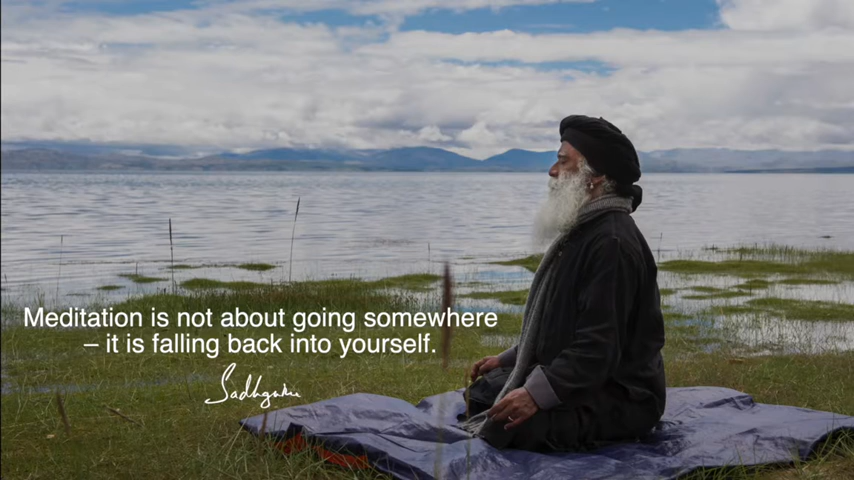 Meditation is not about going somewhere
– it is falling back into yourself.
Sadhguru